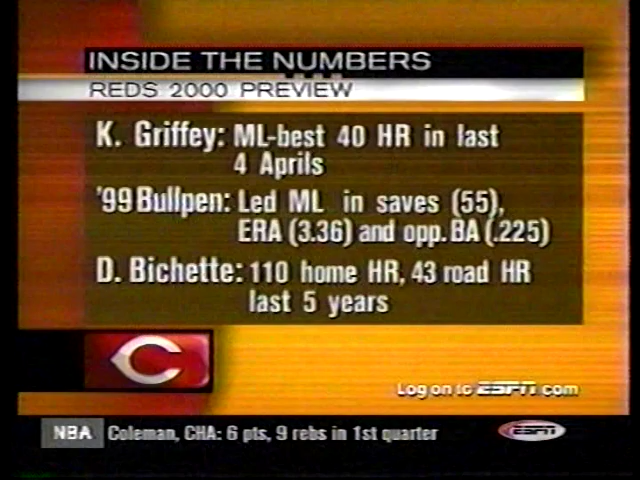 INSIDE THE NUMBERS
REDS 2000 PREVIEW
K. Griffey: ML-best 40 HR in last
4 Aprils
'99 Bullpen: Led ML in saves (55),
ERA (3.36) and opp. BA (.225)
D. Bichette: 110 home HR, 43 road HR
last 5 years
C
Log on to ESPN.com
NBA Coleman, CHA: 6 pts, 9 rebs in 1st quarter ESPN